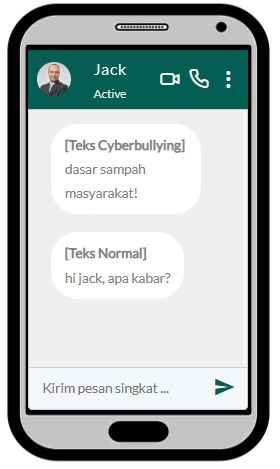 Jack
Active
[Teks Cyberbullying]
dasar sampah
masyarakat!
[Teks Normal]
hi jack, apa kabar?
Kirim pesan singkat ...